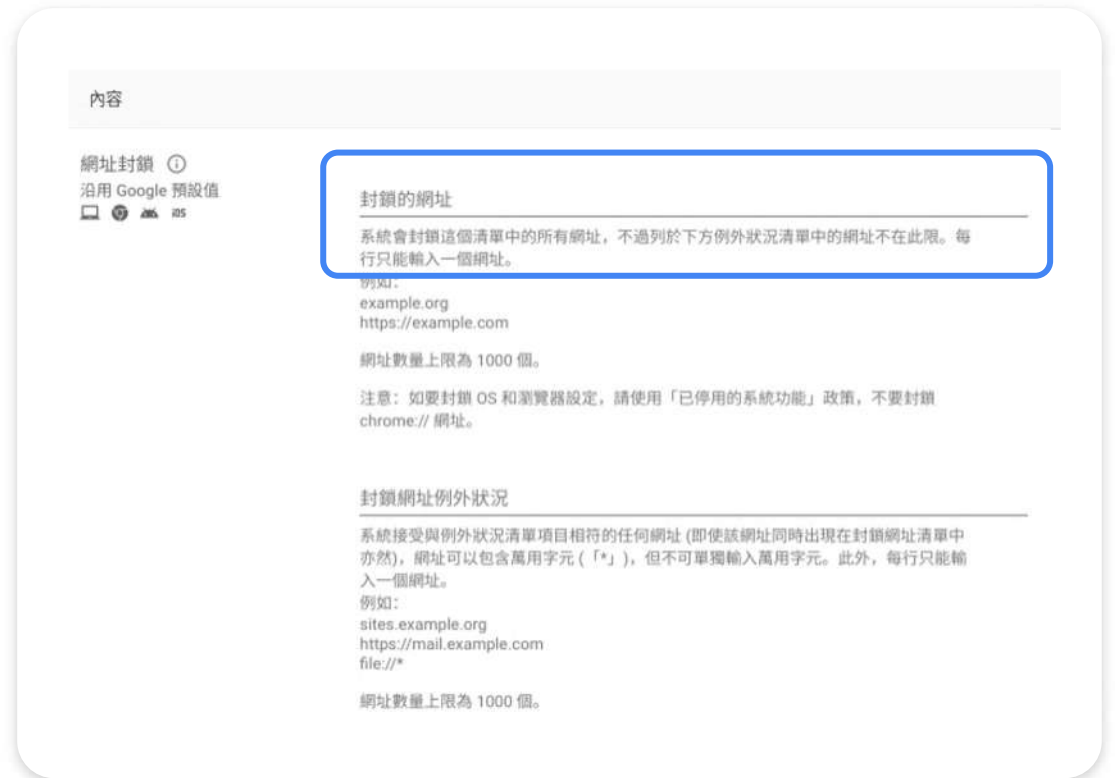 內容
網址封鎖
沿用 Google 預設值
iOS
封鎖的網址
系統會封鎖這個清單中的所有網址，不過列於下方例外狀況清單中的網址不在此限。每
行只能輸入一個網址。
例如：
example.org
https://example.com
網址數量上限為 1000 個。
注意：如要封鎖 OS 和瀏覽器設定，請使用「已停用的系統功能」政策，不要封鎖
chrome:// 網址。
封鎖網址例外狀況
系統接受與例外狀況清單項目相符的任何網址 (即使該網址同時出現在封鎖網址清單中
亦然)，網址可以包含萬用字元 (「*」)，但不可單獨輸入萬用字元。此外，每行只能輸
入一個網址。
例如：
sites.example.org
https://mail.example.com
file://*
網址數量上限為 1000 個。